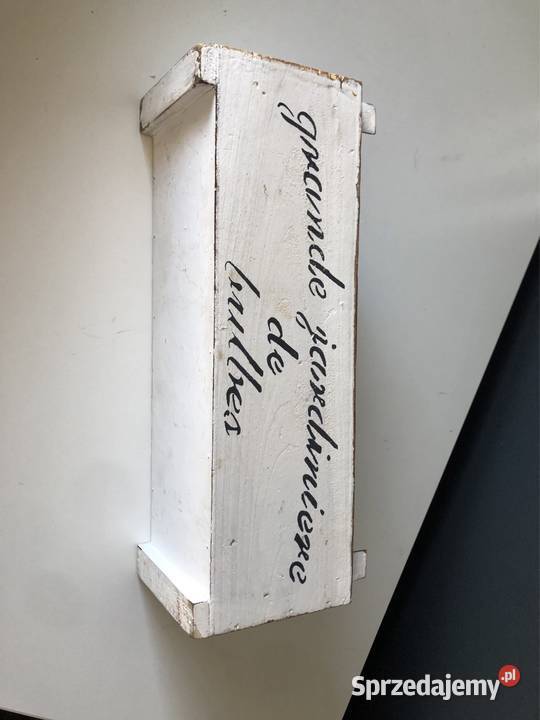 grande jardiniere
de
bulbes
Sprzedajemy.pl